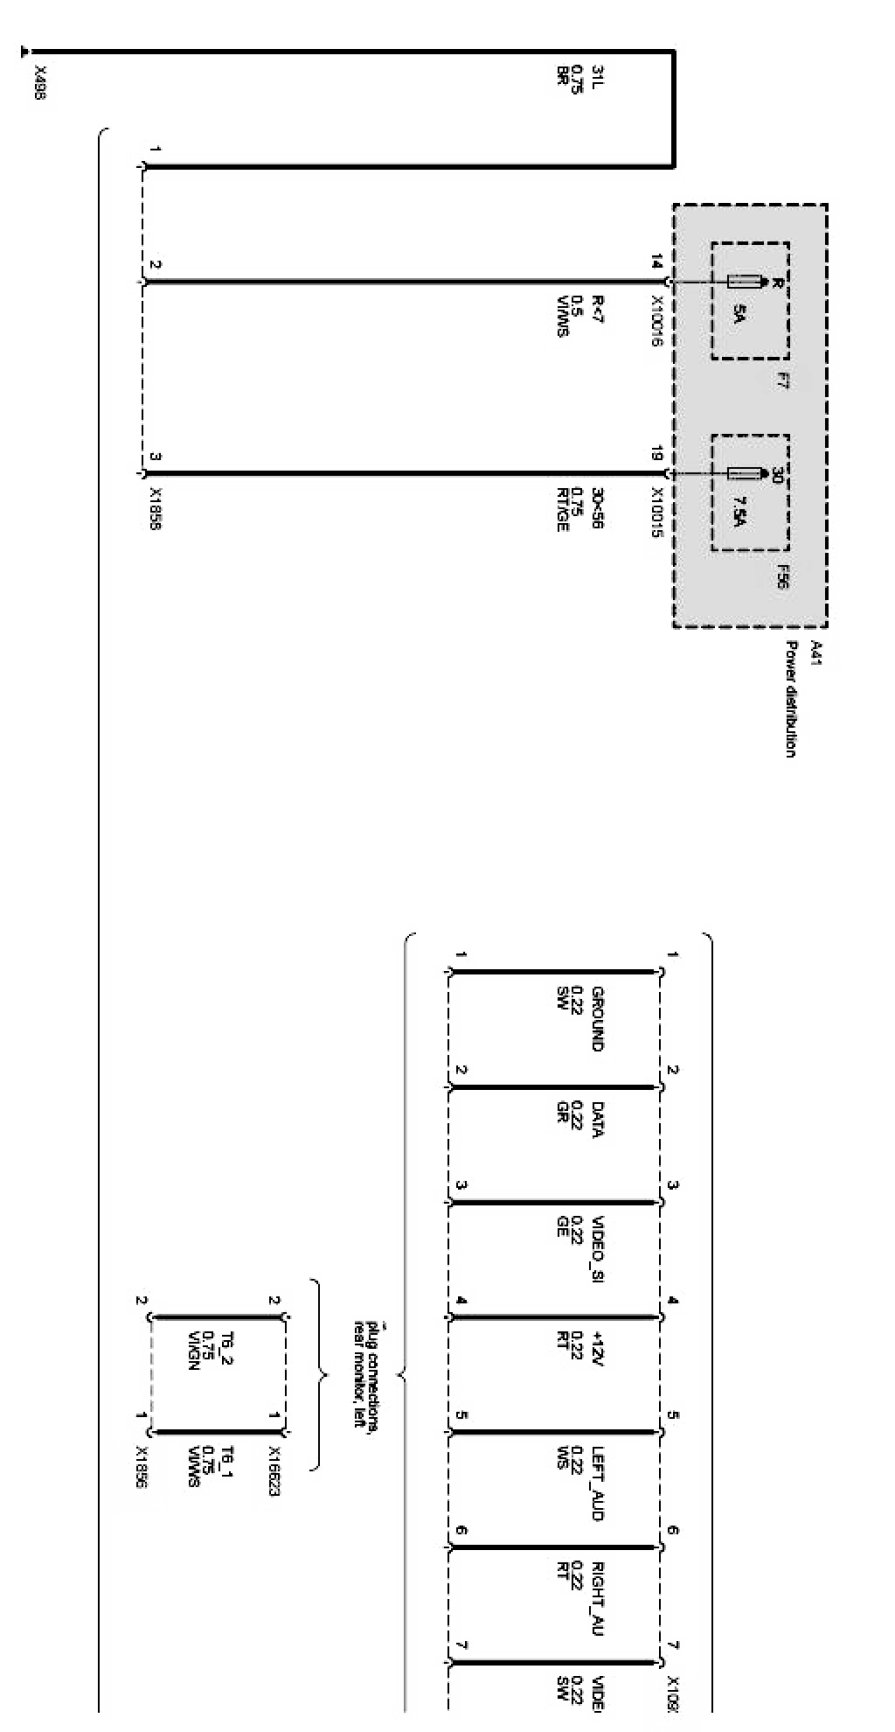 A41
Power distribution
F7
F56
R
30
5A
7.5A
14
X10016
19
X10015
31L
0.75
BR
R<7
0.5
VI/WS
30<56
0.75
RT/GE
1
2
3
X1858
X498
1
2
3
4
5
6
7
GROUND
0.22
SW
DATA
0.22
GR
VIDEO_SI
0.22
GE
+12V
0.22
RT
LEFT_AUD
0.22
WS
RIGHT_AU
0.22
RT
0.22
SW
1
2
3
4
5
6
7
plug connections,
rear monitor, left
2
1
X16623
T6_2
0.75
VI/GN
T6_1
0.75
VI/WS
2
1
X1856